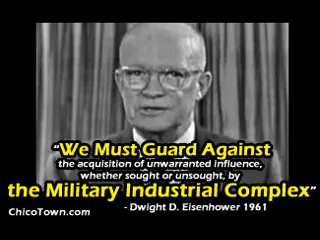 “We Must Guard Against
the acquisition of unwarranted influence,
whether sought or unsought, by
the Military Industrial Complex”
- Dwight D. Eisenhower 1961
ChicoTown.com